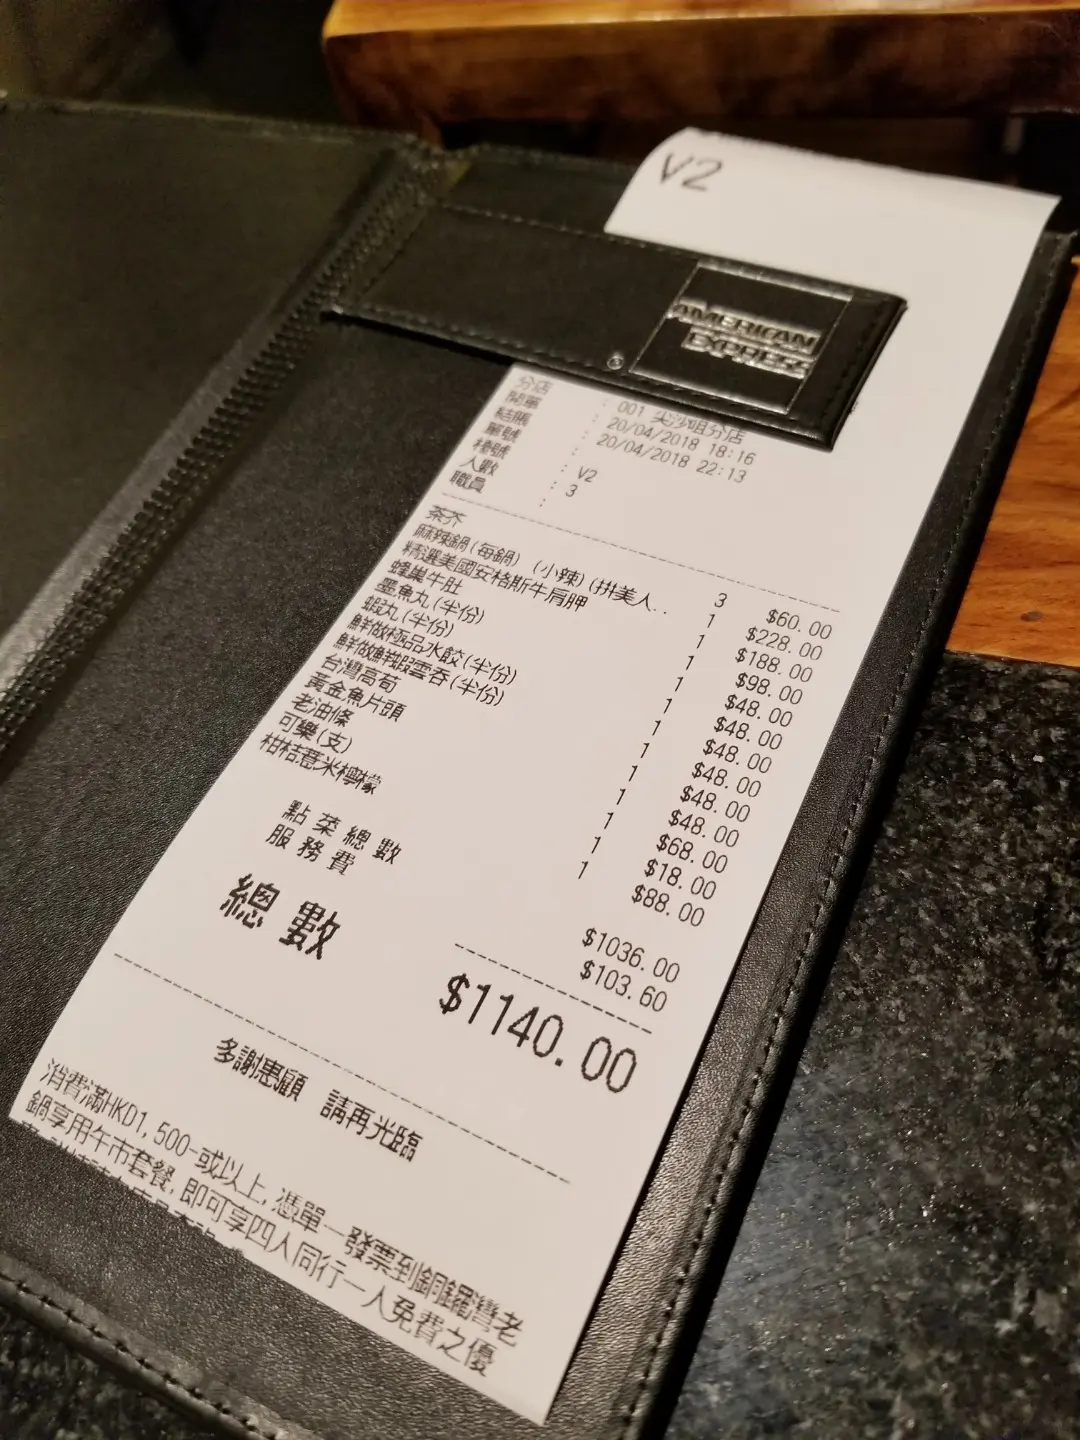 V2
AMERICAN
EXPRESS
分店 : 001 尖沙咀分店
開單 : 20/04/2018 18:16
結賬 : 20/04/2018 22:13
單號 :
檯號 : V2
人數 : 3
職員 :
茶芥 3 $60.00
麻辣鍋(每鍋) (小辣)(拼美人.. 1 $228.00
精選美國安格斯牛肩胛 1 $188.00
蜂巢牛肚 1 $98.00
墨魚丸(半份) 1 $48.00
蝦丸(半份) 1 $48.00
鮮做極品水餃(半份) 1 $48.00
鮮做鮮蝦雲吞(半份) 1 $48.00
台灣高荀 1 $48.00
黃金魚片頭 1 $48.00
老油條 1 $68.00
可樂(支) 1 $18.00
柑桔薏米檸檬 1 $88.00
點菜總數 $1036.00
服務費 $103.60
總數 $1140.00
多謝惠顧 請再光臨
消費滿HKD1,500-或以上,憑單一發票到銅鑼灣老
鍋享用午市套餐,即可享四人同行一人免費之優